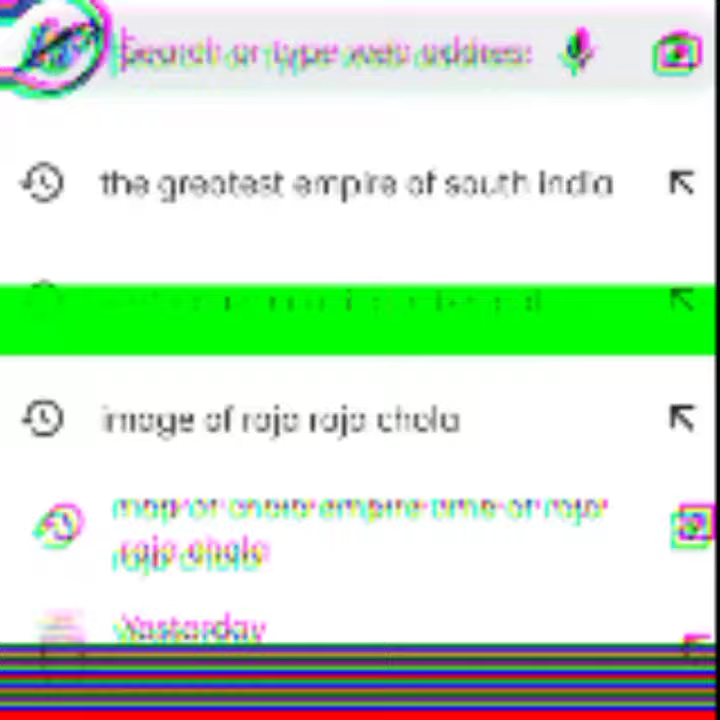 Search or type web address
the greatest empire of south india
image of raja raja chola
map of chola empire time of raja
raja chola
Yesterday